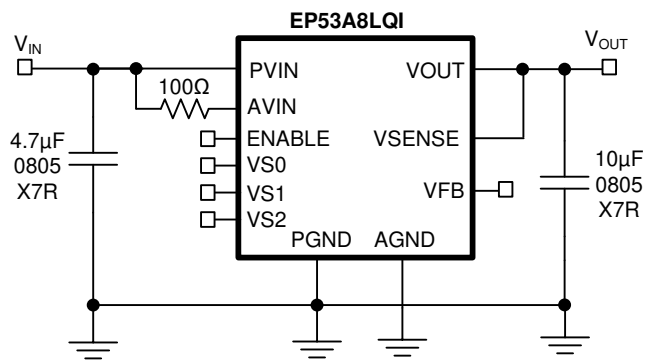 EP53A8LQI
VIN
VOUT
PVIN
VOUT
100Ω
AVIN
ENABLE
VSENSE
4.7µF
0805
X7R
VS0
VS1
VS2
VFB
10µF
0805
X7R
PGND
AGND